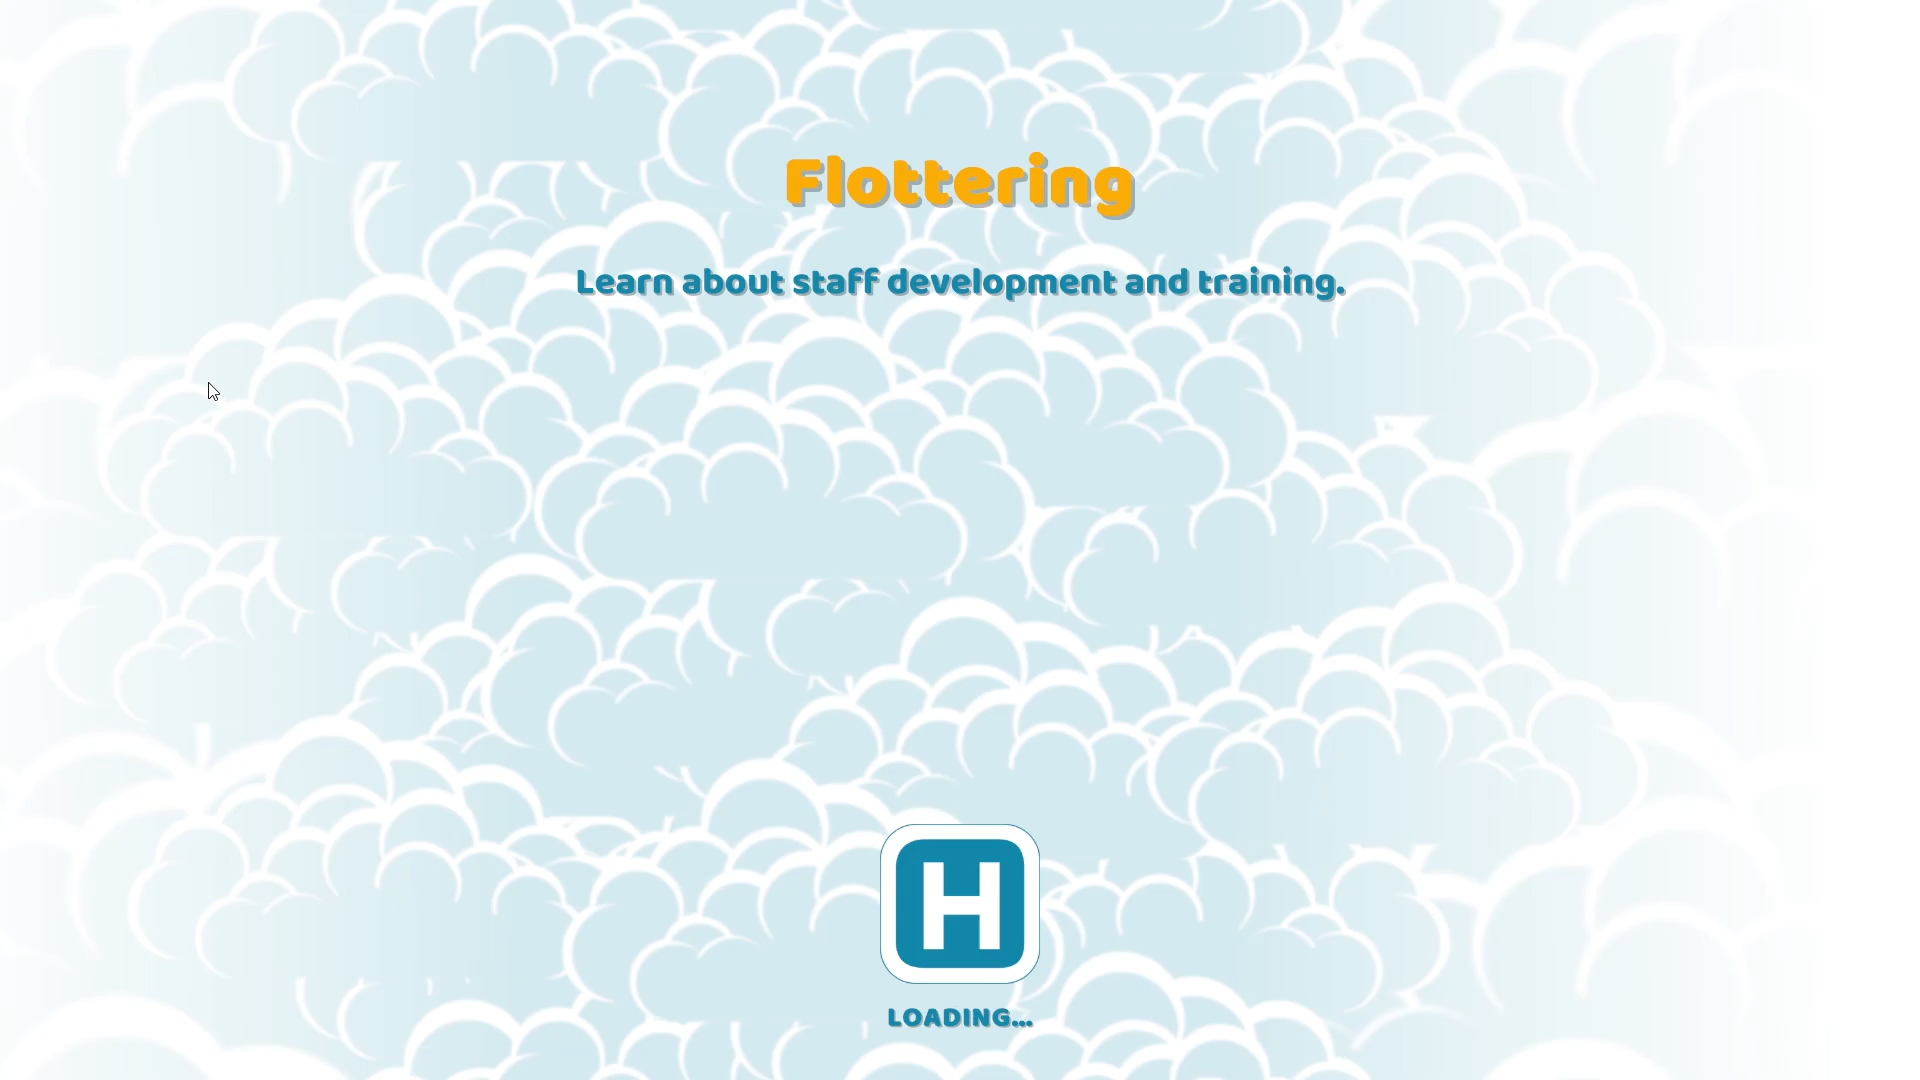 Flottering
Learn about staff development and training.
H
LOADING...